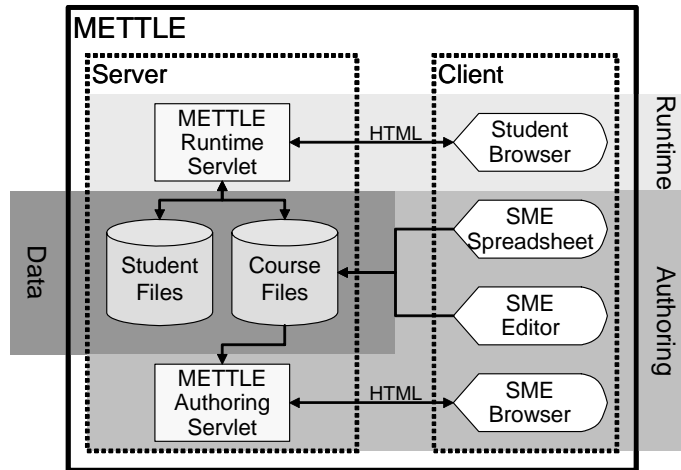 METTLE
Server
Client
METTLE
Runtime
Servlet
HTML
Student
Browser
Runtime
Data
Student
Files
Course
Files
SME
Spreadsheet
SME
Editor
Authoring
METTLE
Authoring
Servlet
HTML
SME
Browser